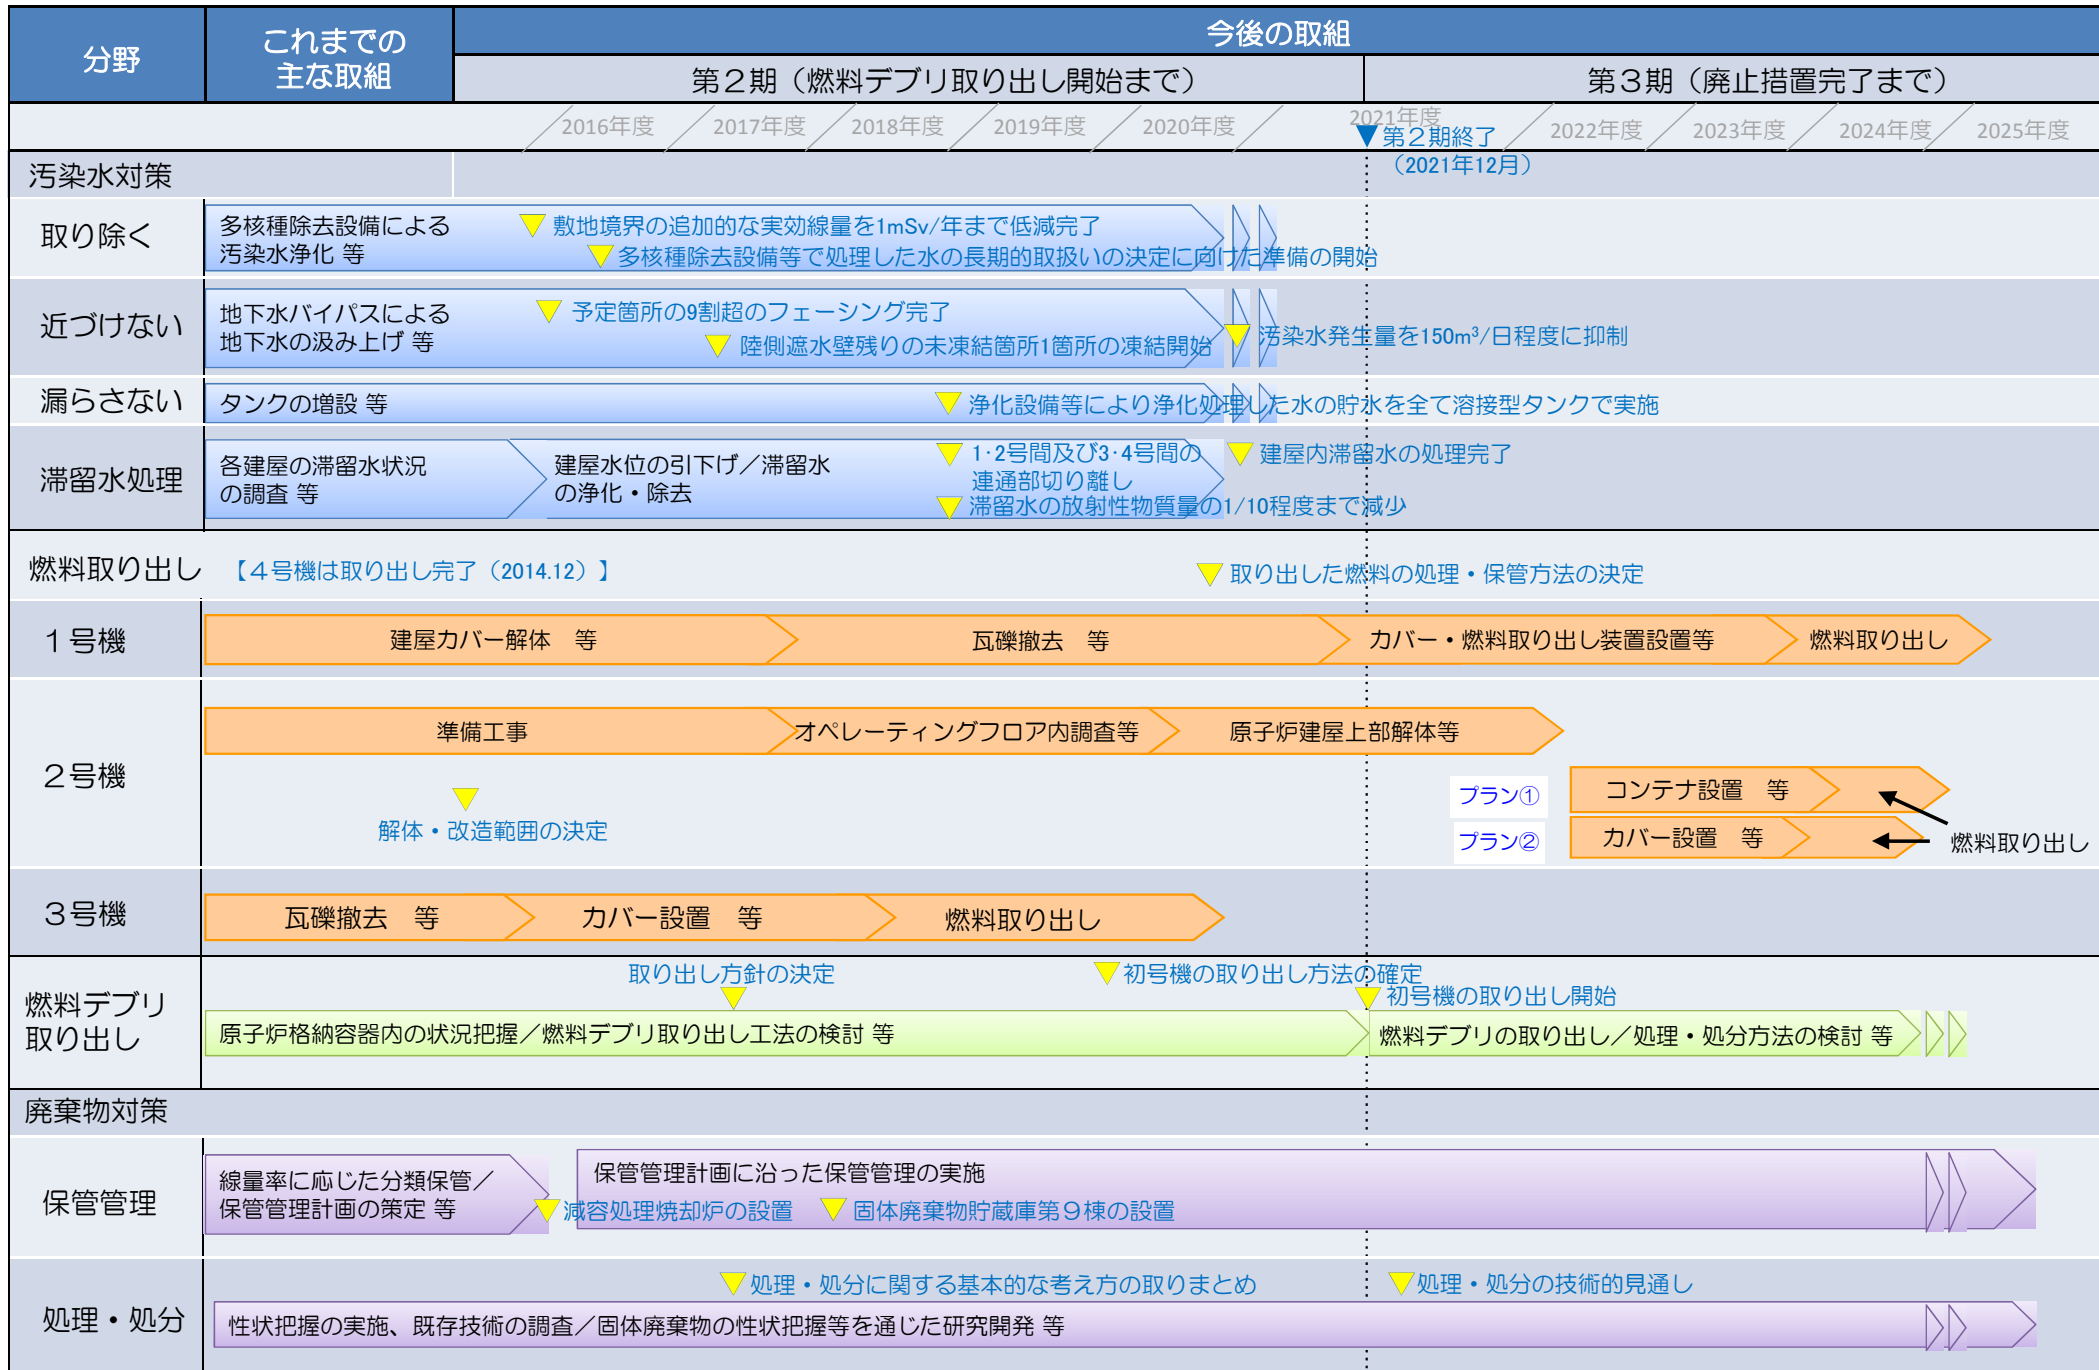 分野
これまでの
主な取組
今後の取組
第２期（燃料デブリ取り出し開始まで）
第３期（廃止措置完了まで）
2016年度
2017年度
2018年度
2019年度
2020年度
2021年度
2022年度
2023年度
2024年度
2025年度
第２期終了
（2021年12月）
汚染水対策
取り除く
多核種除去設備による
汚染水浄化 等
敷地境界の追加的な実効線量を1mSv/年まで低減完了
多核種除去設備等で処理した水の長期的取扱いの決定に向けた準備の開始
近づけない
地下水バイパスによる
地下水の汲み上げ 等
予定箇所の9割超のフェーシング完了
陸側遮水壁残りの未凍結箇所1箇所の凍結開始
汚染水発生量を150m³/日程度に抑制
漏らさない
タンクの増設 等
浄化設備等により浄化処理した水の貯水を全て溶接型タンクで実施
滞留水処理
各建屋の滞留水状況
の調査 等
建屋水位の引下げ／滞留水
の浄化・除去
1･2号間及び3･4号間の
連通部切り離し
滞留水の放射性物質量の1/10程度まで減少
建屋内滞留水の処理完了
燃料取り出し
【４号機は取り出し完了（2014.12）】
取り出した燃料の処理・保管方法の決定
１号機
建屋カバー解体　等
瓦礫撤去　等
カバー・燃料取り出し装置設置等
燃料取り出し
２号機
準備工事
オペレーティングフロア内調査等
原子炉建屋上部解体等
解体・改造範囲の決定
プラン①
コンテナ設置　等
プラン②
カバー設置　等
燃料取り出し
３号機
瓦礫撤去　等
カバー設置　等
燃料取り出し
燃料デブリ
取り出し
取り出し方針の決定
初号機の取り出し方法の確定
初号機の取り出し開始
原子炉格納容器内の状況把握／燃料デブリ取り出し工法の検討 等
燃料デブリの取り出し／処理・処分方法の検討 等
廃棄物対策
保管管理
線量率に応じた分類保管／
保管管理計画の策定 等
保管管理計画に沿った保管管理の実施
減容処理焼却炉の設置
固体廃棄物貯蔵庫第９棟の設置
処理・処分
処理・処分に関する基本的な考え方の取りまとめ
処理・処分の技術的見通し
性状把握の実施、既存技術の調査／固体廃棄物の性状把握等を通じた研究開発 等